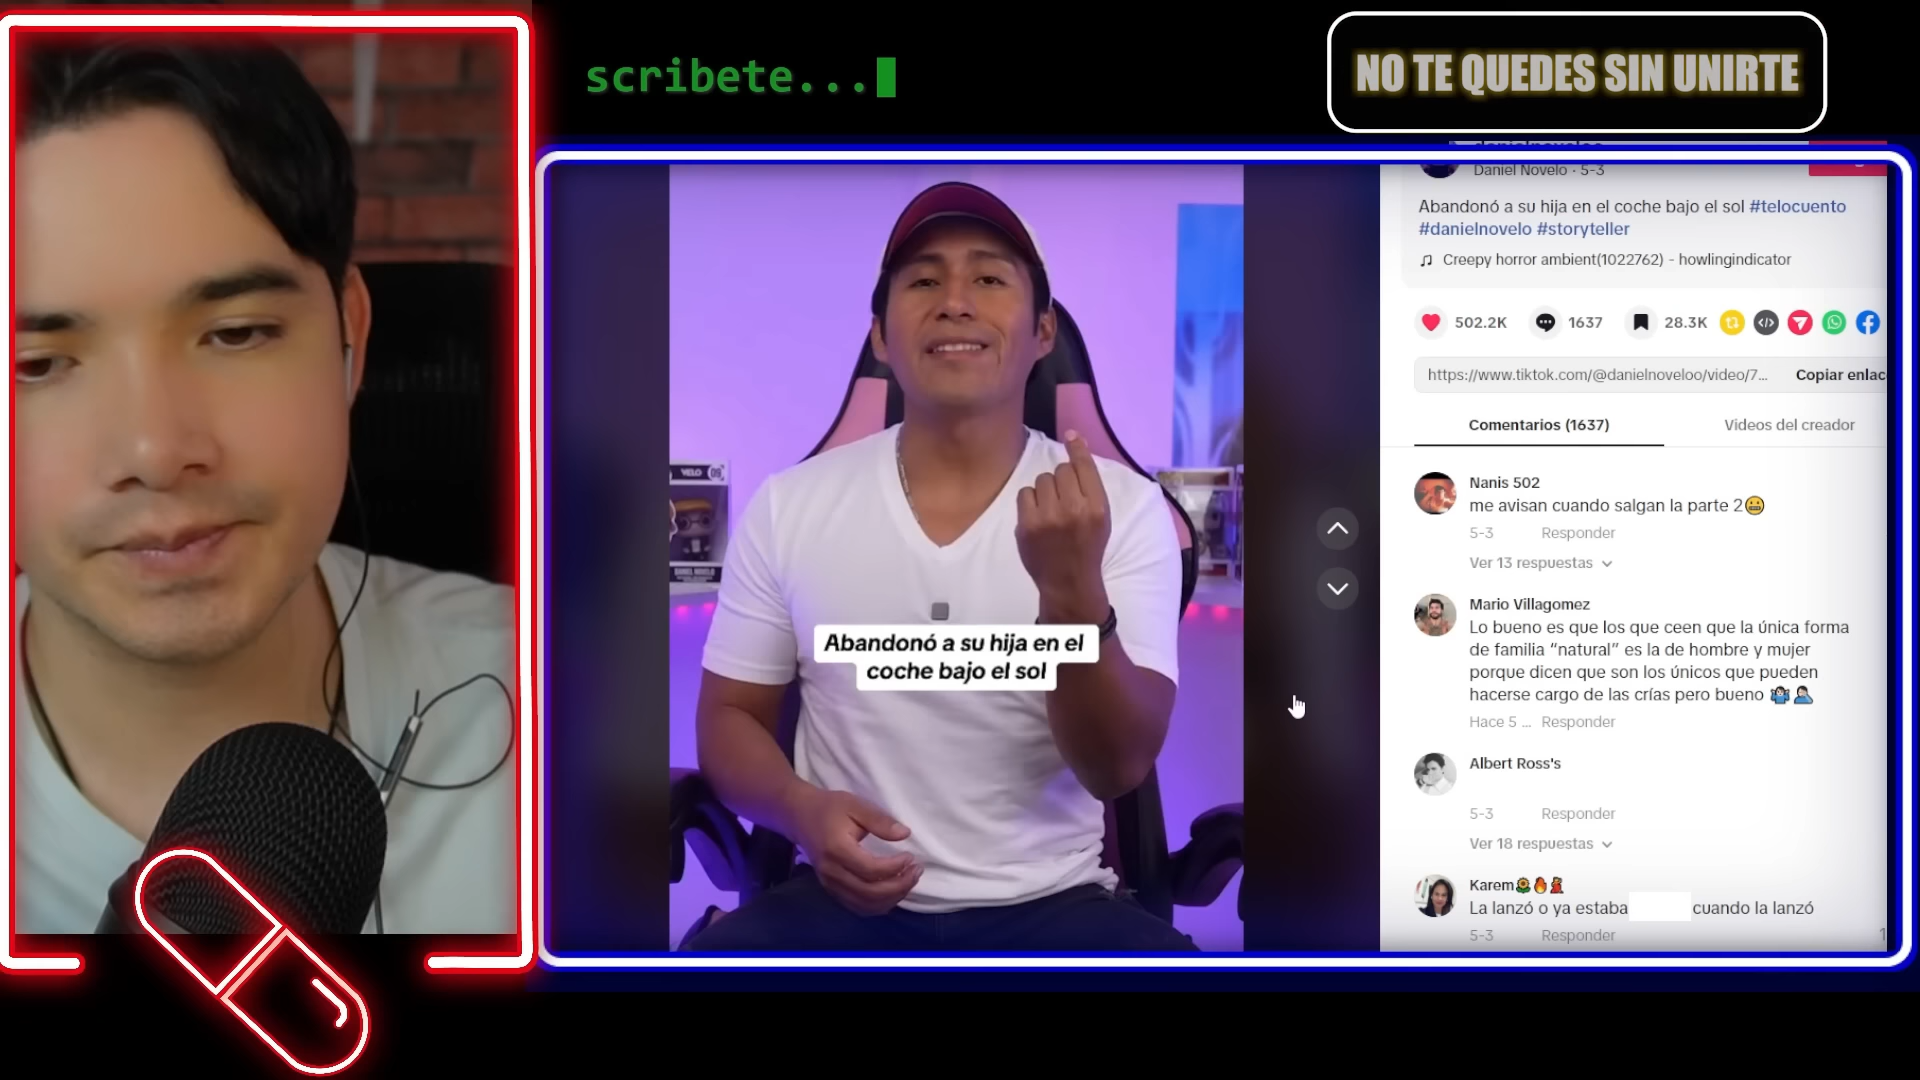 scribete...
NO TE QUEDES SIN UNIRTE
Daniel Novelo · 5-3
Abandonó a su hija en el coche bajo el sol #telocuento
#danielnovelo #storyteller
Creepy horror ambient(1022762) - howlingindicator
502.2K
1637
28.3K
https://www.tiktok.com/@danielnoveloo/video/7...
Copiar enlac
Comentarios (1637)
Videos del creador
Nanis 502
me avisan cuando salgan la parte 2😬
5-3 Responder
Ver 13 respuestas
Mario Villagomez
Lo bueno es que los que ceen que la única forma
de familia “natural” es la de hombre y mujer
porque dicen que son los únicos que pueden
hacerse cargo de las crías pero bueno 🤷🏻‍♂️🤦🏻‍♂️
Hace 5 ... Responder
Albert Ross's
5-3 Responder
Ver 18 respuestas
Karem🌻🔥💃
La lanzó o ya estaba cuando la lanzó
5-3 Responder
1
Abandonó a su hija en el
coche bajo el sol
VELO
09